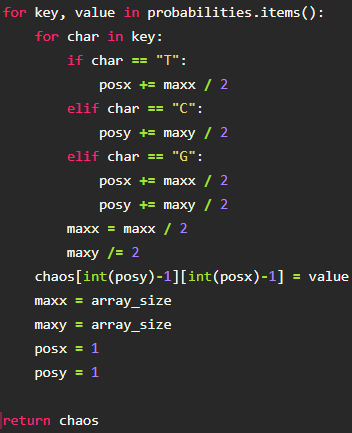 for key, value in probabilities.items():
    for char in key:
        if char == "T":
            posx += maxx / 2
        elif char == "C":
            posy += maxy / 2
        elif char == "G":
            posx += maxx / 2
            posy += maxy / 2
        maxx = maxx / 2
        maxy /= 2
    chaos[int(posy)-1][int(posx)-1] = value
    maxx = array_size
    maxy = array_size
    posx = 1
    posy = 1

return chaos